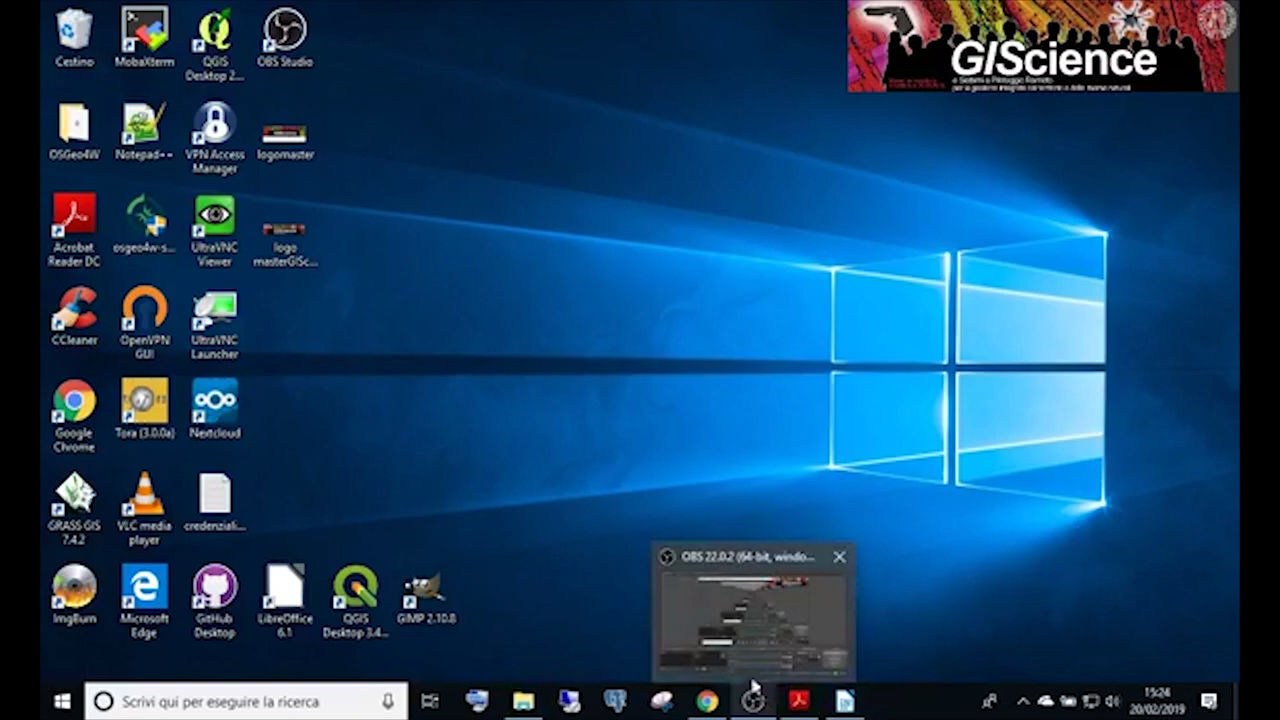 Cestino
MobaXterm
QGIS
Desktop 2...
OBS Studio
GIScience
OSGeo4W
Notepad++
VPN Access
Manager
logomaster
Acrobat
Reader DC
osgeo4w-s...
UltraVNC
Viewer
logo
masterGISc...
CCleaner
OpenVPN
GUI
UltraVNC
Launcher
Google
Chrome
Tora (3.0.0a)
Nextcloud
GRASS GIS
7.4.2
VLC media
player
credenziali...
OBS 22.0.2 (64-bit, windo...
ImgBurn
Microsoft
Edge
GitHub
Desktop
LibreOffice
6.1
QGIS
Desktop 3.4...
GIMP 2.10.8
Scrivi qui per eseguire la ricerca
15:24
20/02/2019